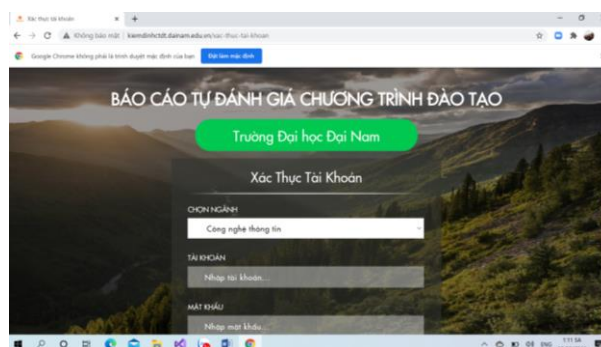 Xác thực tài khoản
Không bảo mật | kiemdinhctdt.dainam.edu.vn/xac-thuc-tai-khoan
Google Chrome không phải là trình duyệt mặc định của bạn
Đặt làm mặc định
BÁO CÁO TỰ ĐÁNH GIÁ CHƯƠNG TRÌNH ĐÀO TẠO
Trường Đại học Đại Nam
Xác Thực Tài Khoản
CHỌN NGÀNH
Công nghệ thông tin
TÀI KHOẢN
Nhập tài khoản...
MẬT KHẨU
Nhập mật khẩu...
ENG